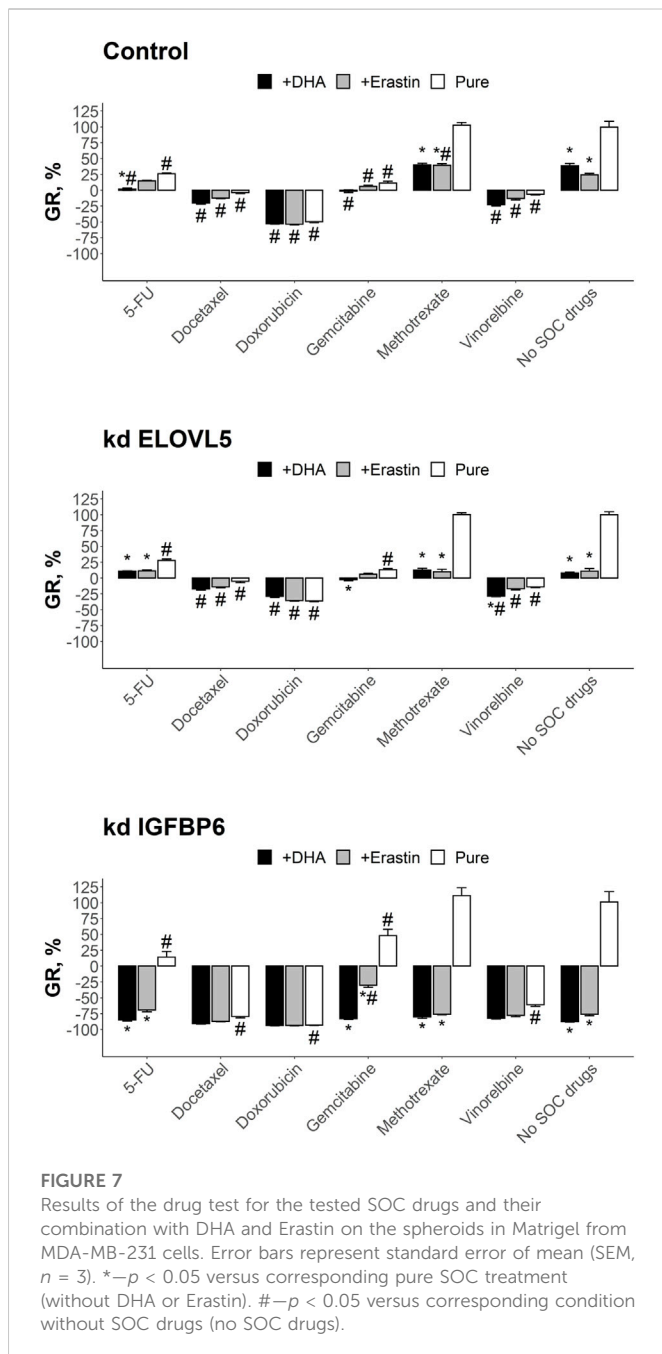 Control
+DHA +Erastin Pure
GR, %
125
100
75
50
25
0
-25
-50
-75
-100
*# #
# # #
# # #
# # #
* *#
# # #
* *
5-FU
Docetaxel
Doxorubicin
Gemcitabine
Methotrexate
Vinorelbine
No SOC drugs
kd ELOVL5
+DHA +Erastin Pure
GR, %
125
100
75
50
25
0
-25
-50
-75
-100
* * #
# # #
# # #
* #
* *
*# # #
* *
5-FU
Docetaxel
Doxorubicin
Gemcitabine
Methotrexate
Vinorelbine
No SOC drugs
kd IGFBP6
+DHA +Erastin Pure
GR, %
125
100
75
50
25
0
-25
-50
-75
-100
* * #
#
#
* *# #
* *
#
* *
5-FU
Docetaxel
Doxorubicin
Gemcitabine
Methotrexate
Vinorelbine
No SOC drugs
FIGURE 7
Results of the drug test for the tested SOC drugs and their
combination with DHA and Erastin on the spheroids in Matrigel from
MDA-MB-231 cells. Error bars represent standard error of mean (SEM,
n = 3). *—p < 0.05 versus corresponding pure SOC treatment
(without DHA or Erastin). #—p < 0.05 versus corresponding condition
without SOC drugs (no SOC drugs).